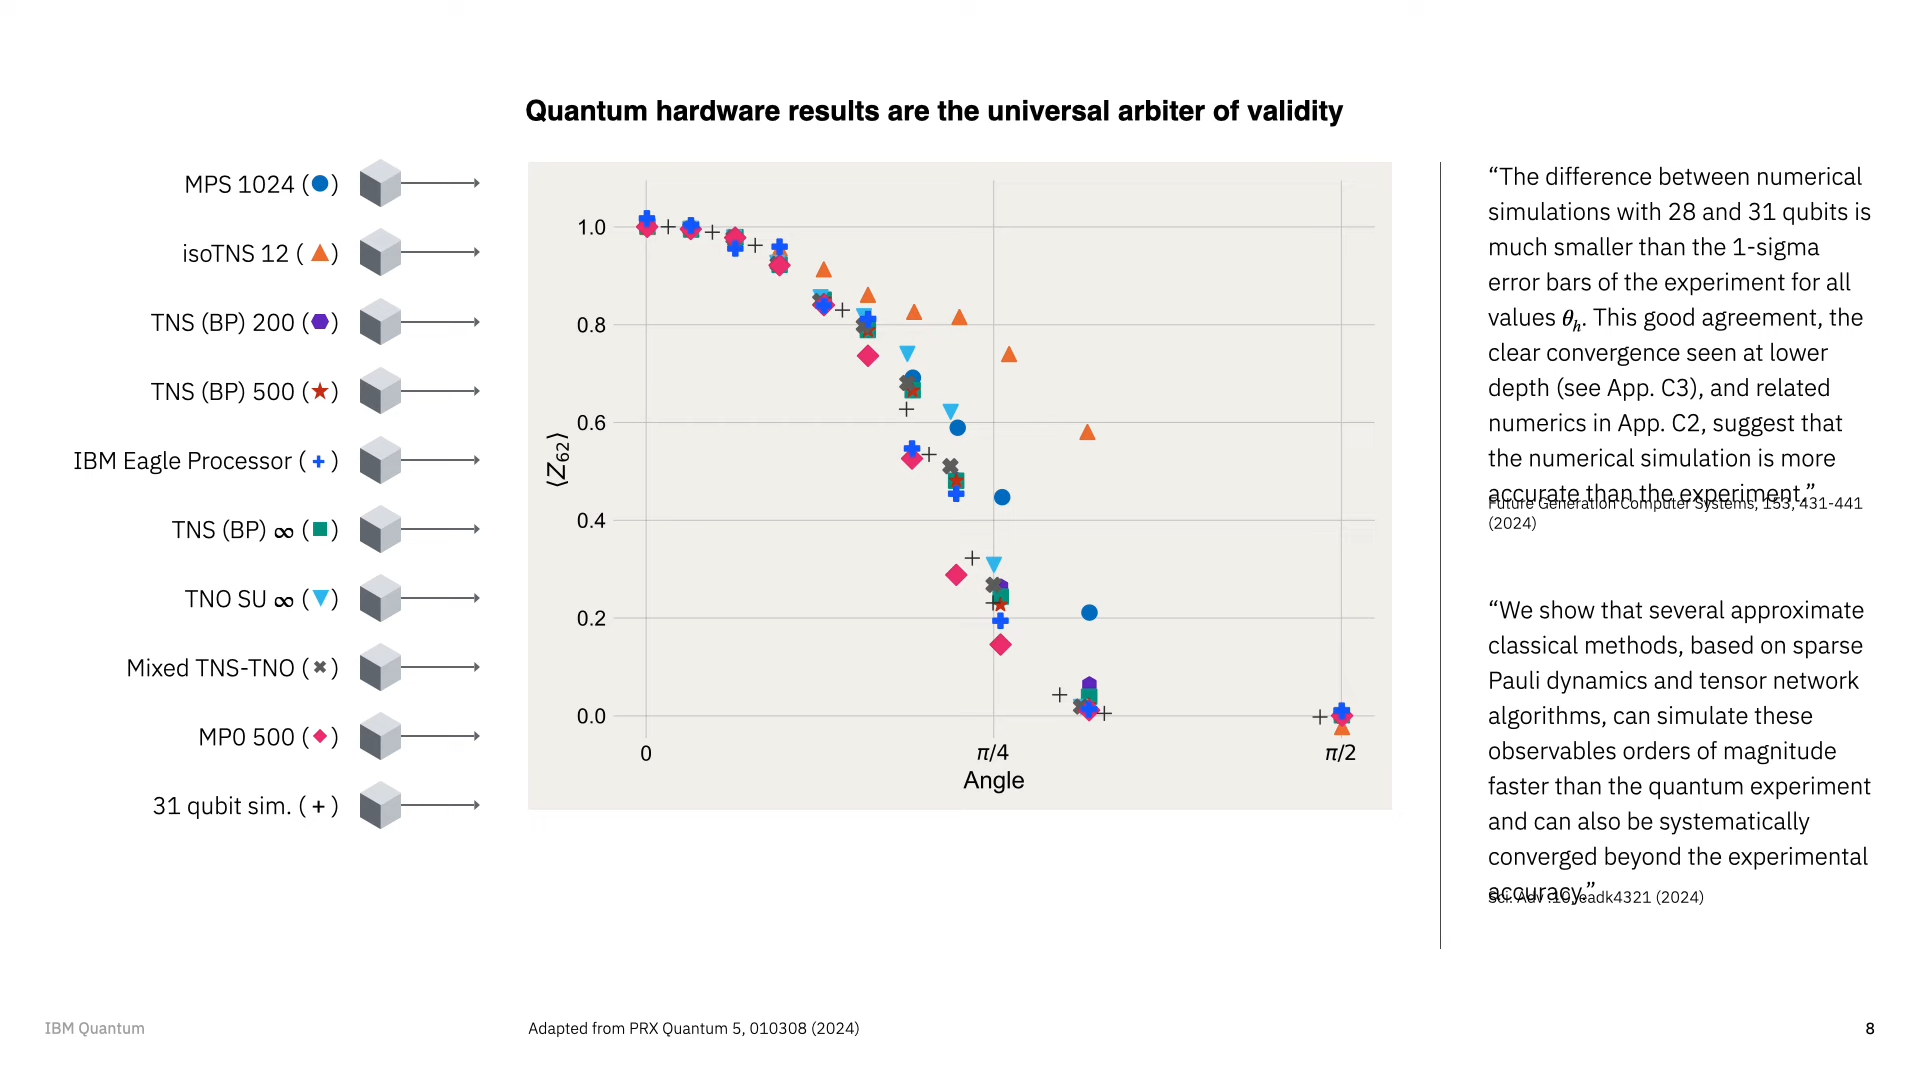 Quantum hardware results are the universal arbiter of validity
MPS 1024 (●)
isoTNS 12 (▲)
TNS (BP) 200 (⬢)
TNS (BP) 500 (★)
IBM Eagle Processor (✚)
TNS (BP) ∞ (■)
TNO SU ∞ (▼)
Mixed TNS-TNO (✖)
MPO 500 (◆)
31 qubit sim. (+)
⟨Z62⟩
1.0
0.8
0.6
0.4
0.2
0.0
0
π/4
π/2
Angle
“The difference between numerical
simulations with 28 and 31 qubits is
much smaller than the 1-sigma
error bars of the experiment for all
values θh. This good agreement, the
clear convergence seen at lower
depth (see App. C3), and related
numerics in App. C2, suggest that
the numerical simulation is more
accurate than the experiment.”
Future Generation Computer Systems, 153, 431-441
(2024)
“We show that several approximate
classical methods, based on sparse
Pauli dynamics and tensor network
algorithms, can simulate these
observables orders of magnitude
faster than the quantum experiment
and can also be systematically
converged beyond the experimental
accuracy.”
Sci. Adv .10, eadk4321 (2024)
IBM Quantum
Adapted from PRX Quantum 5, 010308 (2024)
8